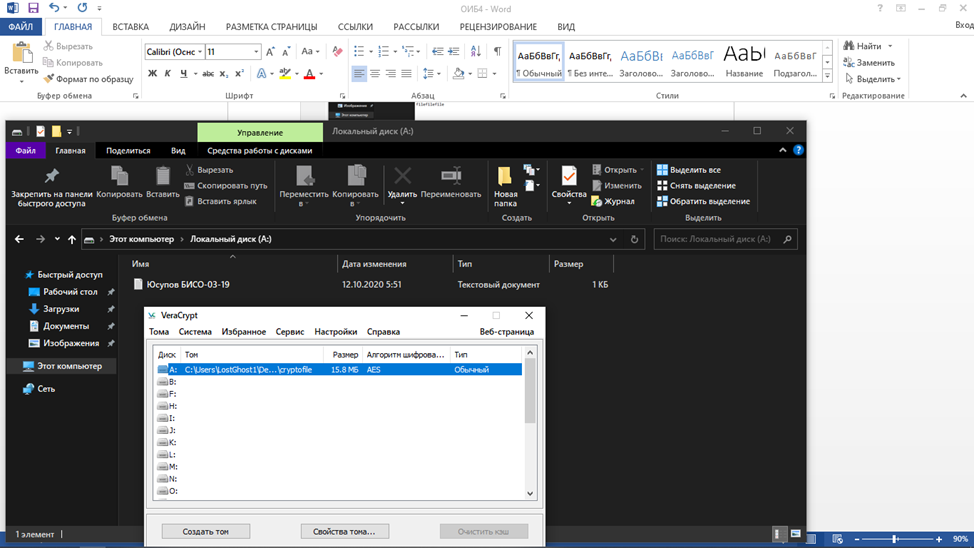 ОИБ4 - Word
Вход
ФАЙЛ ГЛАВНАЯ ВСТАВКА ДИЗАЙН РАЗМЕТКА СТРАНИЦЫ ССЫЛКИ РАССЫЛКИ РЕЦЕНЗИРОВАНИЕ ВИД
Вставить
Вырезать
Копировать
Формат по образцу
Буфер обмена
Calibri (Оснс 11
Ж К Ч
Шрифт
Абзац
АаБбВвГг,
¶ Обычный
АаБбВвГг,
¶ Без инте...
АаБбВı
Заголово...
АаБбВвГ
Заголово...
АаБı
Название
АаБбВвГ
Подзагол...
Стили
Найти
Заменить
Выделить
Редактирование
Изображения
Этот компьютер
Управление
Локальный диск (A:)
Файл Главная Поделиться Вид Средства работы с дисками
Закрепить на панели быстрого доступа
Копировать
Вставить
Вырезать
Скопировать путь
Вставить ярлык
Буфер обмена
Переместить в
Копировать в
Удалить
Переименовать
Упорядочить
Новая папка
Создать
Свойства
Открыть
Изменить
Журнал
Открыть
Выделить все
Снять выделение
Обратить выделение
Выделить
Этот компьютер Локальный диск (A:)
Поиск: Локальный диск (A:)
Имя Дата изменения Тип Размер
Юсупов БИСО-03-19 12.10.2020 5:51 Текстовый документ 1 КБ
Быстрый доступ
Рабочий стол
Загрузки
Документы
Изображения
Этот компьютер
Сеть
VeraCrypt
Тома Система Избранное Сервис Настройки Справка Веб-страница
Диск Том Размер Алгоритм шифрова... Тип
A: C:\Users\LostGhost1\De...\cryptofile 15.8 МБ AES Обычный
B:
F:
H:
I:
J:
K:
L:
M:
N:
O:
Создать том Свойства тома... Очистить кэш
1 элемент
90%